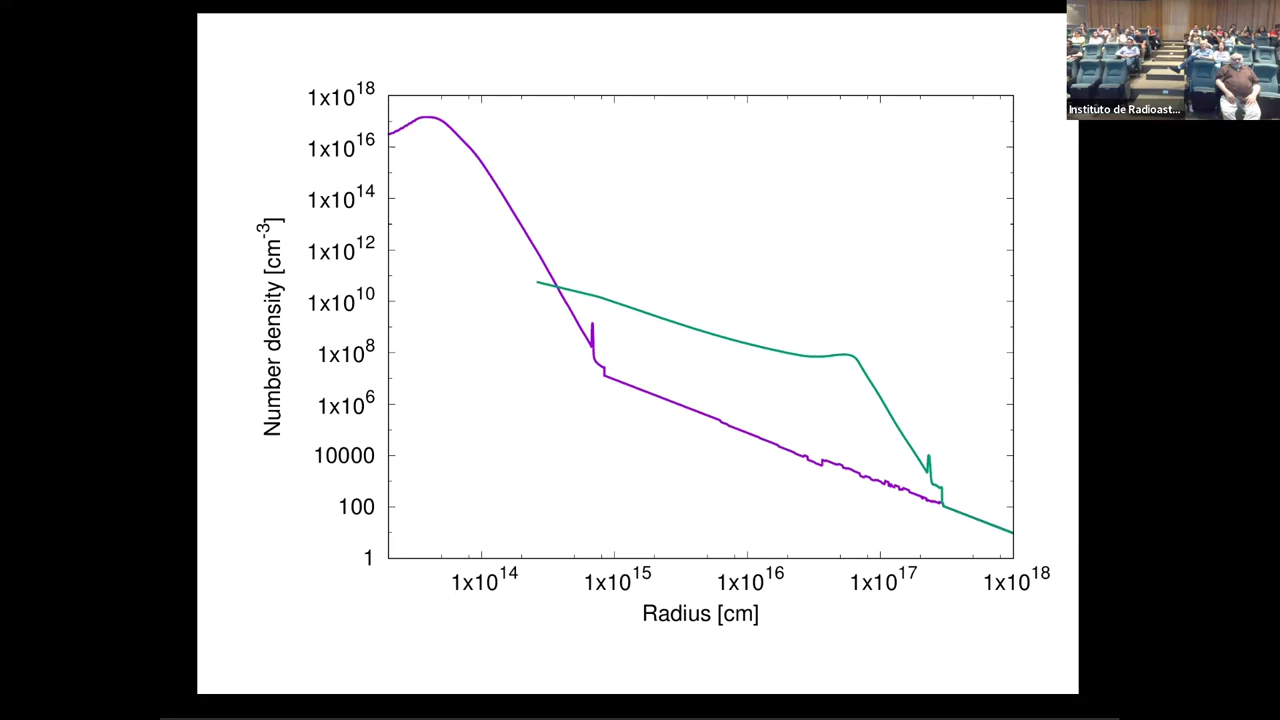 1x10^18
1x10^16
1x10^14
1x10^12
1x10^10
1x10^8
1x10^6
10000
100
1
Number density [cm^-3]
1x10^14 1x10^15 1x10^16 1x10^17 1x10^18
Radius [cm]
Instituto de Radioast...